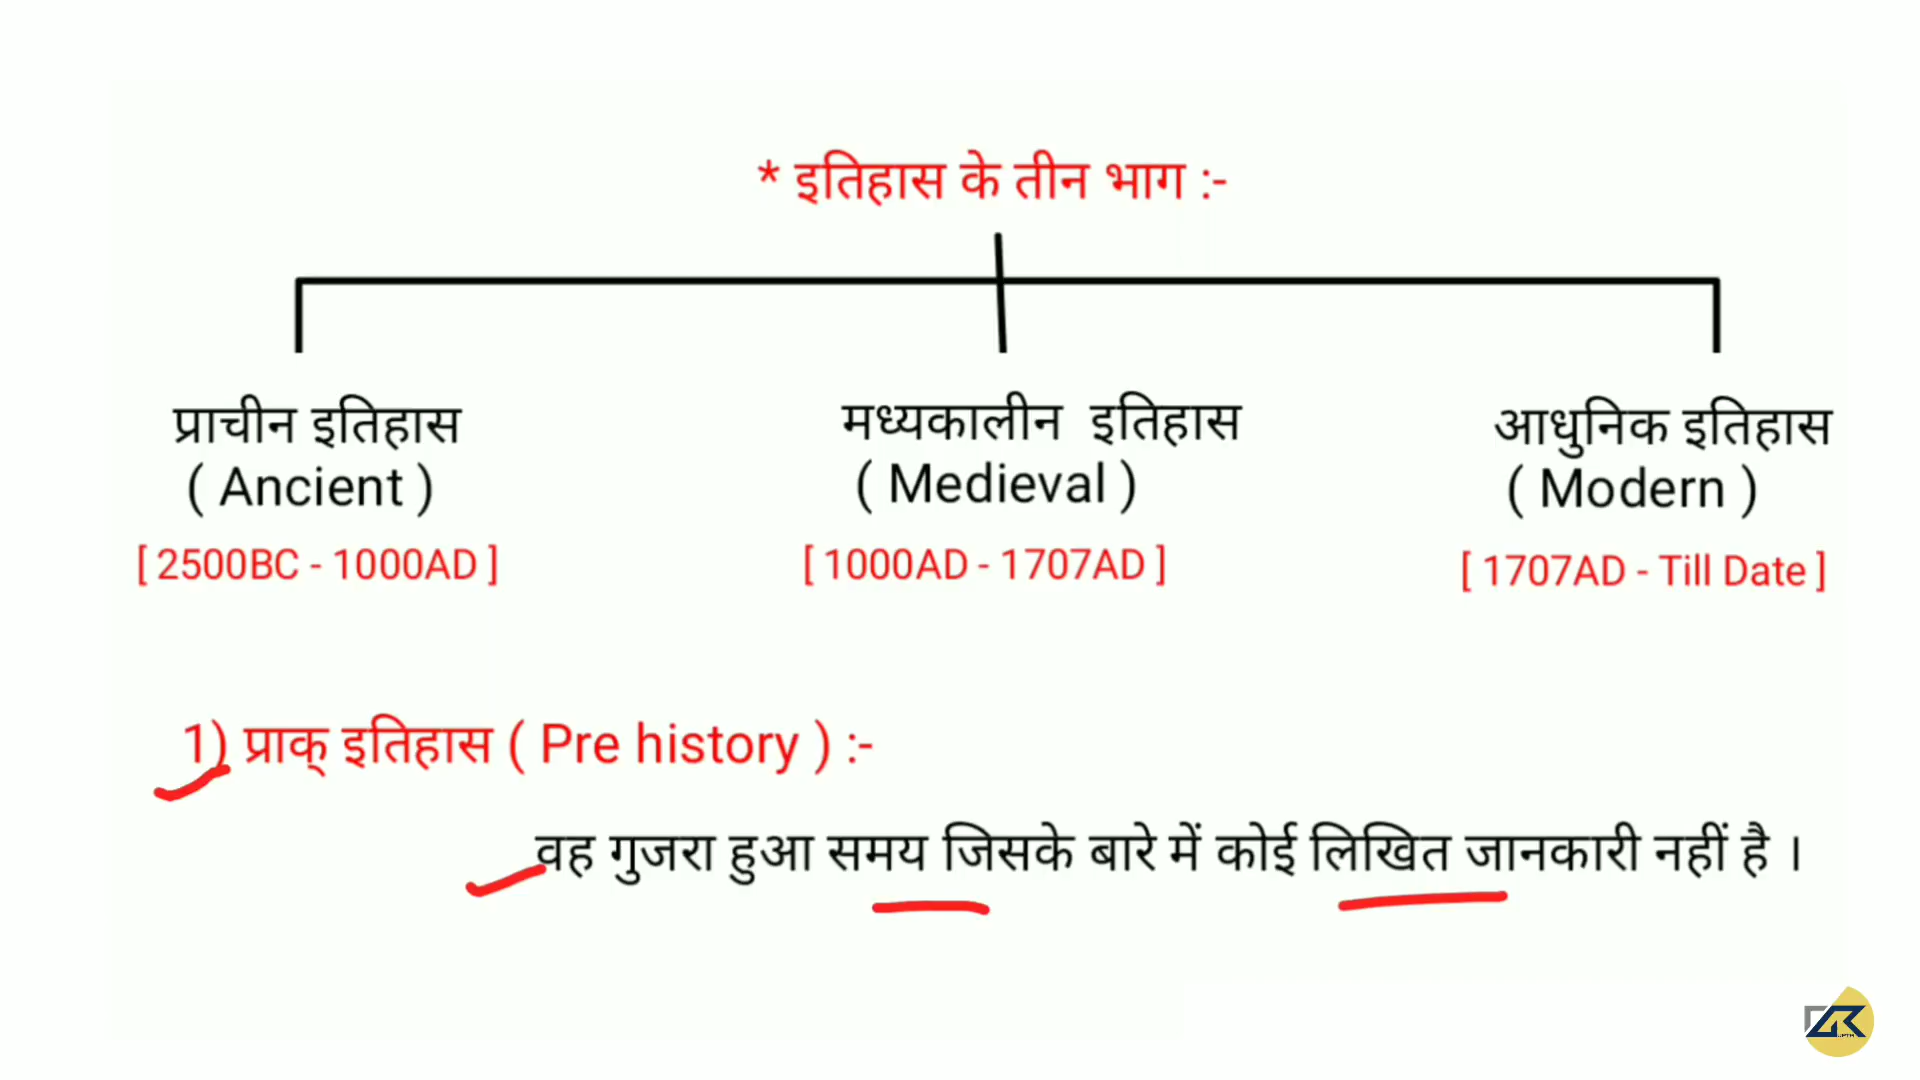 * इतिहास के तीन भाग :-
प्राचीन इतिहास
( Ancient )
[ 2500BC - 1000AD ]
मध्यकालीन इतिहास
( Medieval )
[ 1000AD - 1707AD ]
आधुनिक इतिहास
( Modern )
[ 1707AD - Till Date ]
1) प्राक् इतिहास ( Pre history ) :-
वह गुजरा हुआ समय जिसके बारे में कोई लिखित जानकारी नहीं है ।